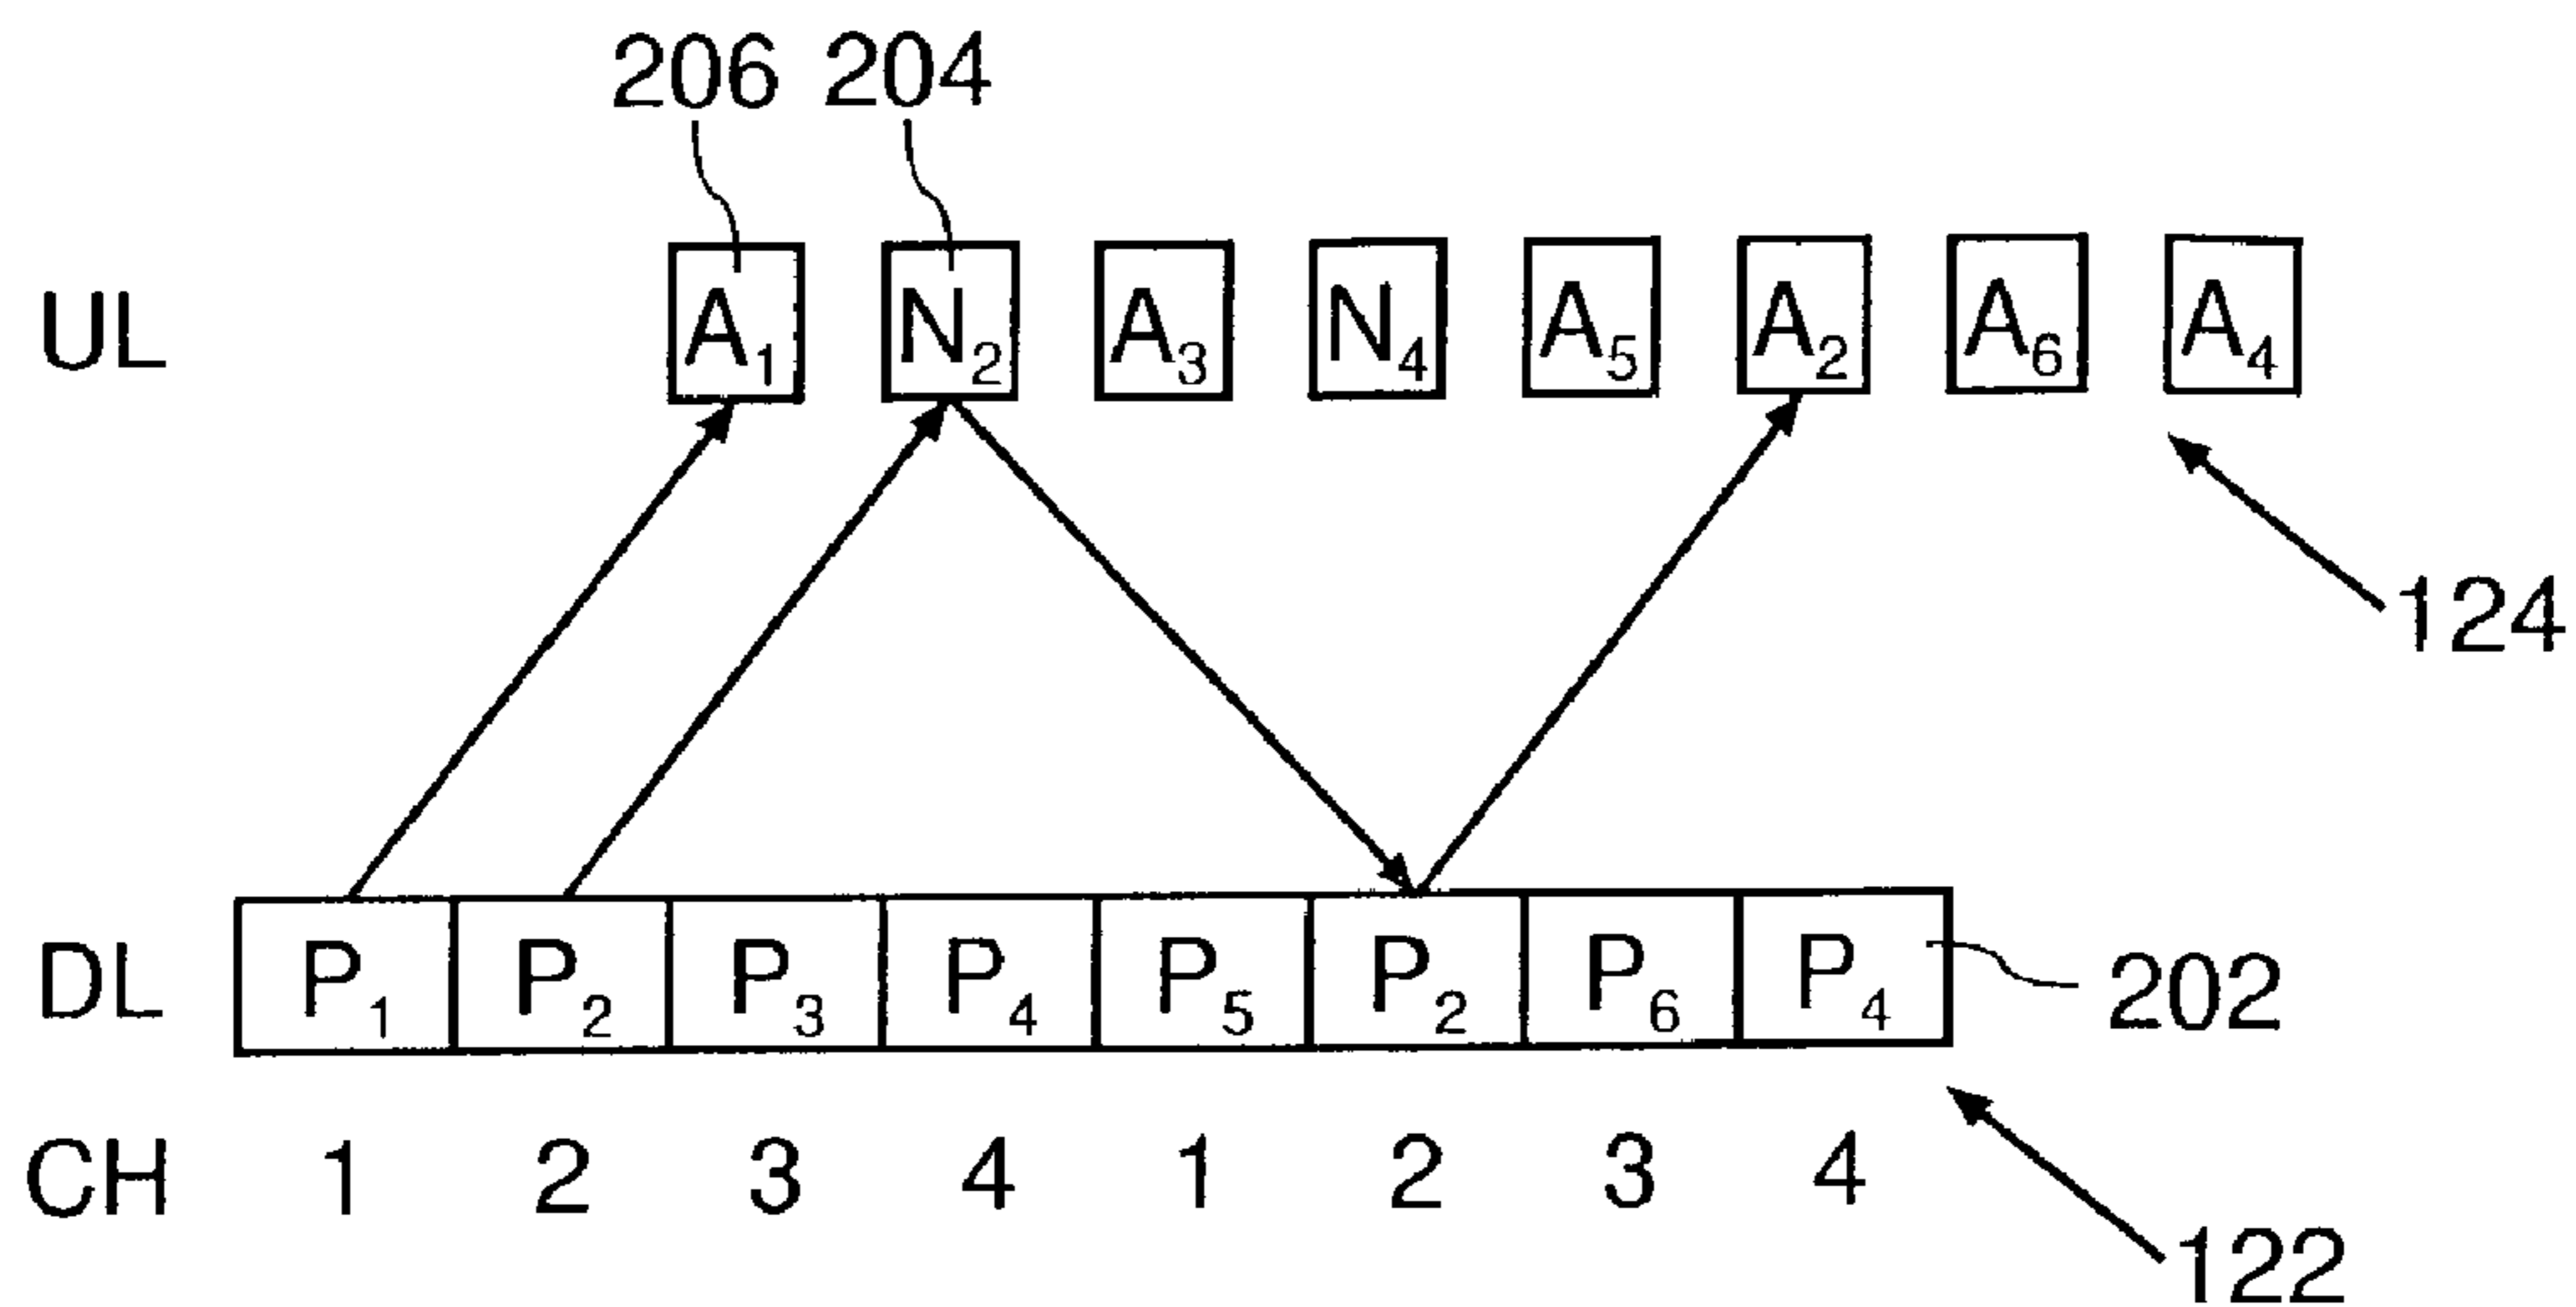 206 204
UL A₁ N₂ A₃ N₄ A₅ A₂ A₆ A₄
124
DL P₁ P₂ P₃ P₄ P₅ P₂ P₆ P₄ 202
CH 1 2 3 4 1 2 3 4
122